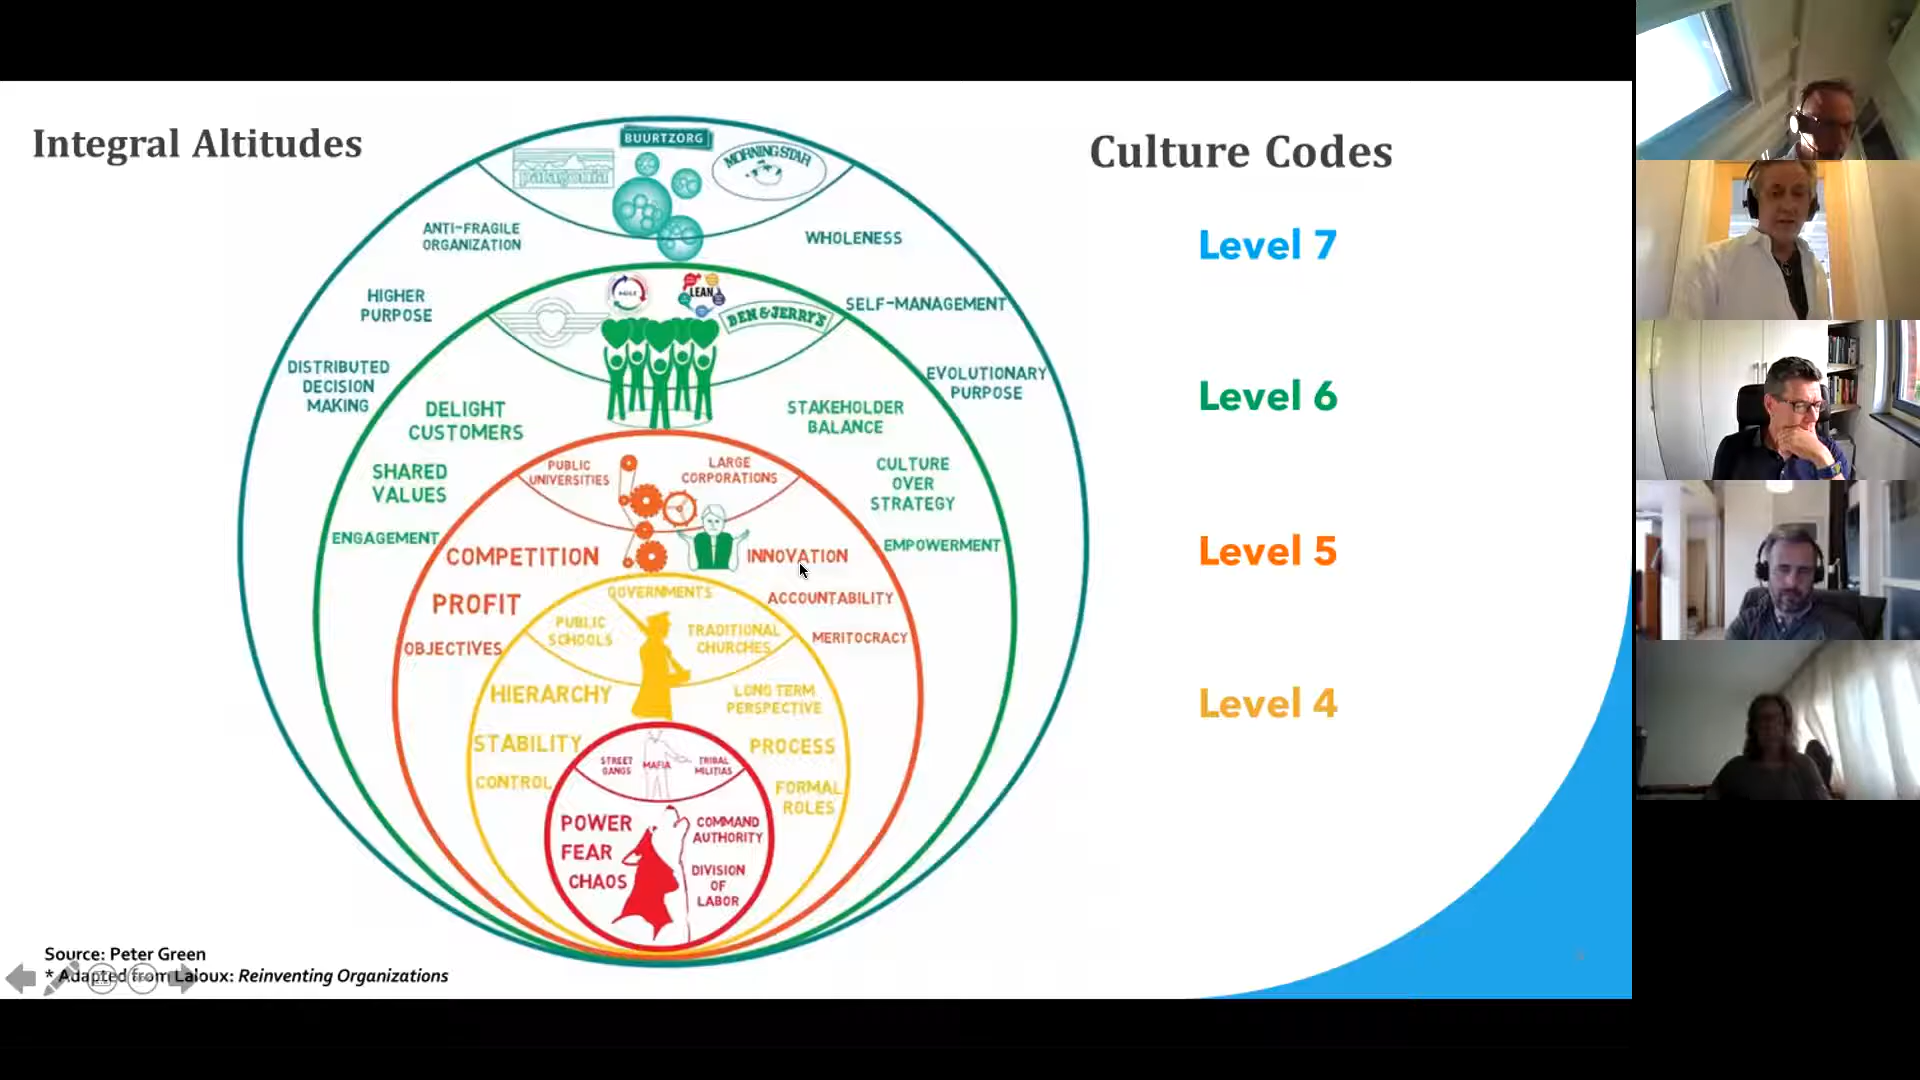 Integral Altitudes
Culture Codes
BUURTZORG
patagonia
MORNING STAR
ANTI-FRAGILE
ORGANIZATION
WHOLENESS
HIGHER
PURPOSE
SELF-MANAGEMENT
DISTRIBUTED
DECISION
MAKING
EVOLUTIONARY
PURPOSE
Level 7
AGILE
LEAN
BEN & JERRY'S
DELIGHT
CUSTOMERS
STAKEHOLDER
BALANCE
SHARED
VALUES
CULTURE
OVER
STRATEGY
ENGAGEMENT
EMPOWERMENT
Level 6
PUBLIC
UNIVERSITIES
LARGE
CORPORATIONS
COMPETITION
INNOVATION
PROFIT
ACCOUNTABILITY
OBJECTIVES
MERITOCRACY
Level 5
GOVERNMENTS
PUBLIC
SCHOOLS
TRADITIONAL
CHURCHES
HIERARCHY
LONG TERM
PERSPECTIVE
STABILITY
PROCESS
CONTROL
FORMAL
ROLES
Level 4
STREET
GANGS
MAFIA
TRIBAL
MILITIAS
POWER
FEAR
CHAOS
COMMAND
AUTHORITY
DIVISION
OF
LABOR
Source: Peter Green
* Adapted from Laloux: Reinventing Organizations